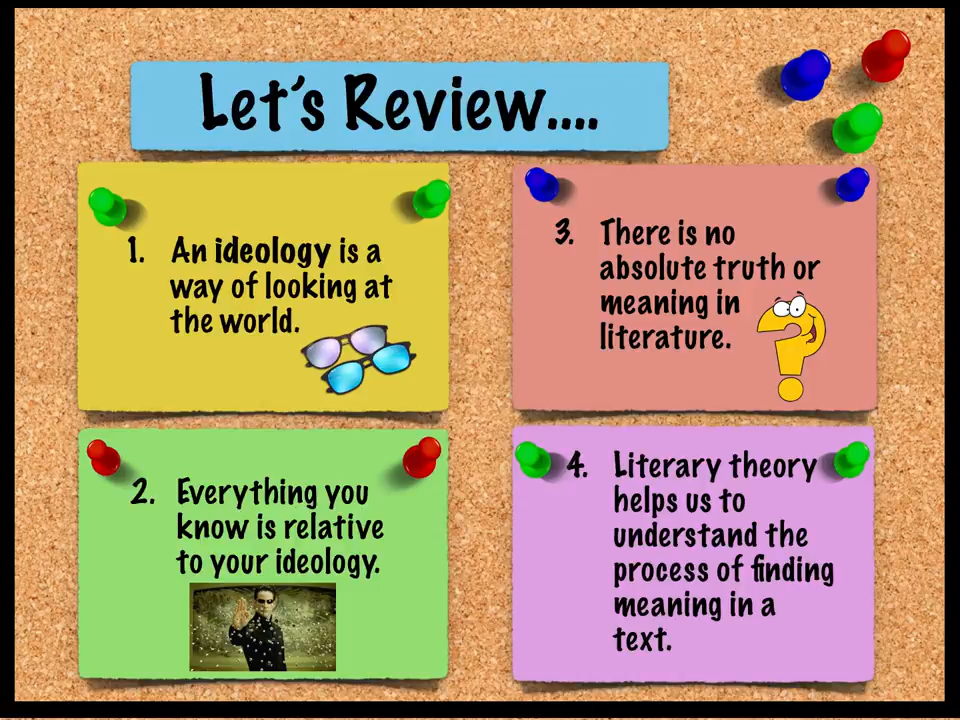 Let's Review....
1. An ideology is a
way of looking at
the world.
2. Everything you
know is relative
to your ideology.
3. There is no
absolute truth or
meaning in
literature.
4. Literary theory
helps us to
understand the
process of finding
meaning in a
text.